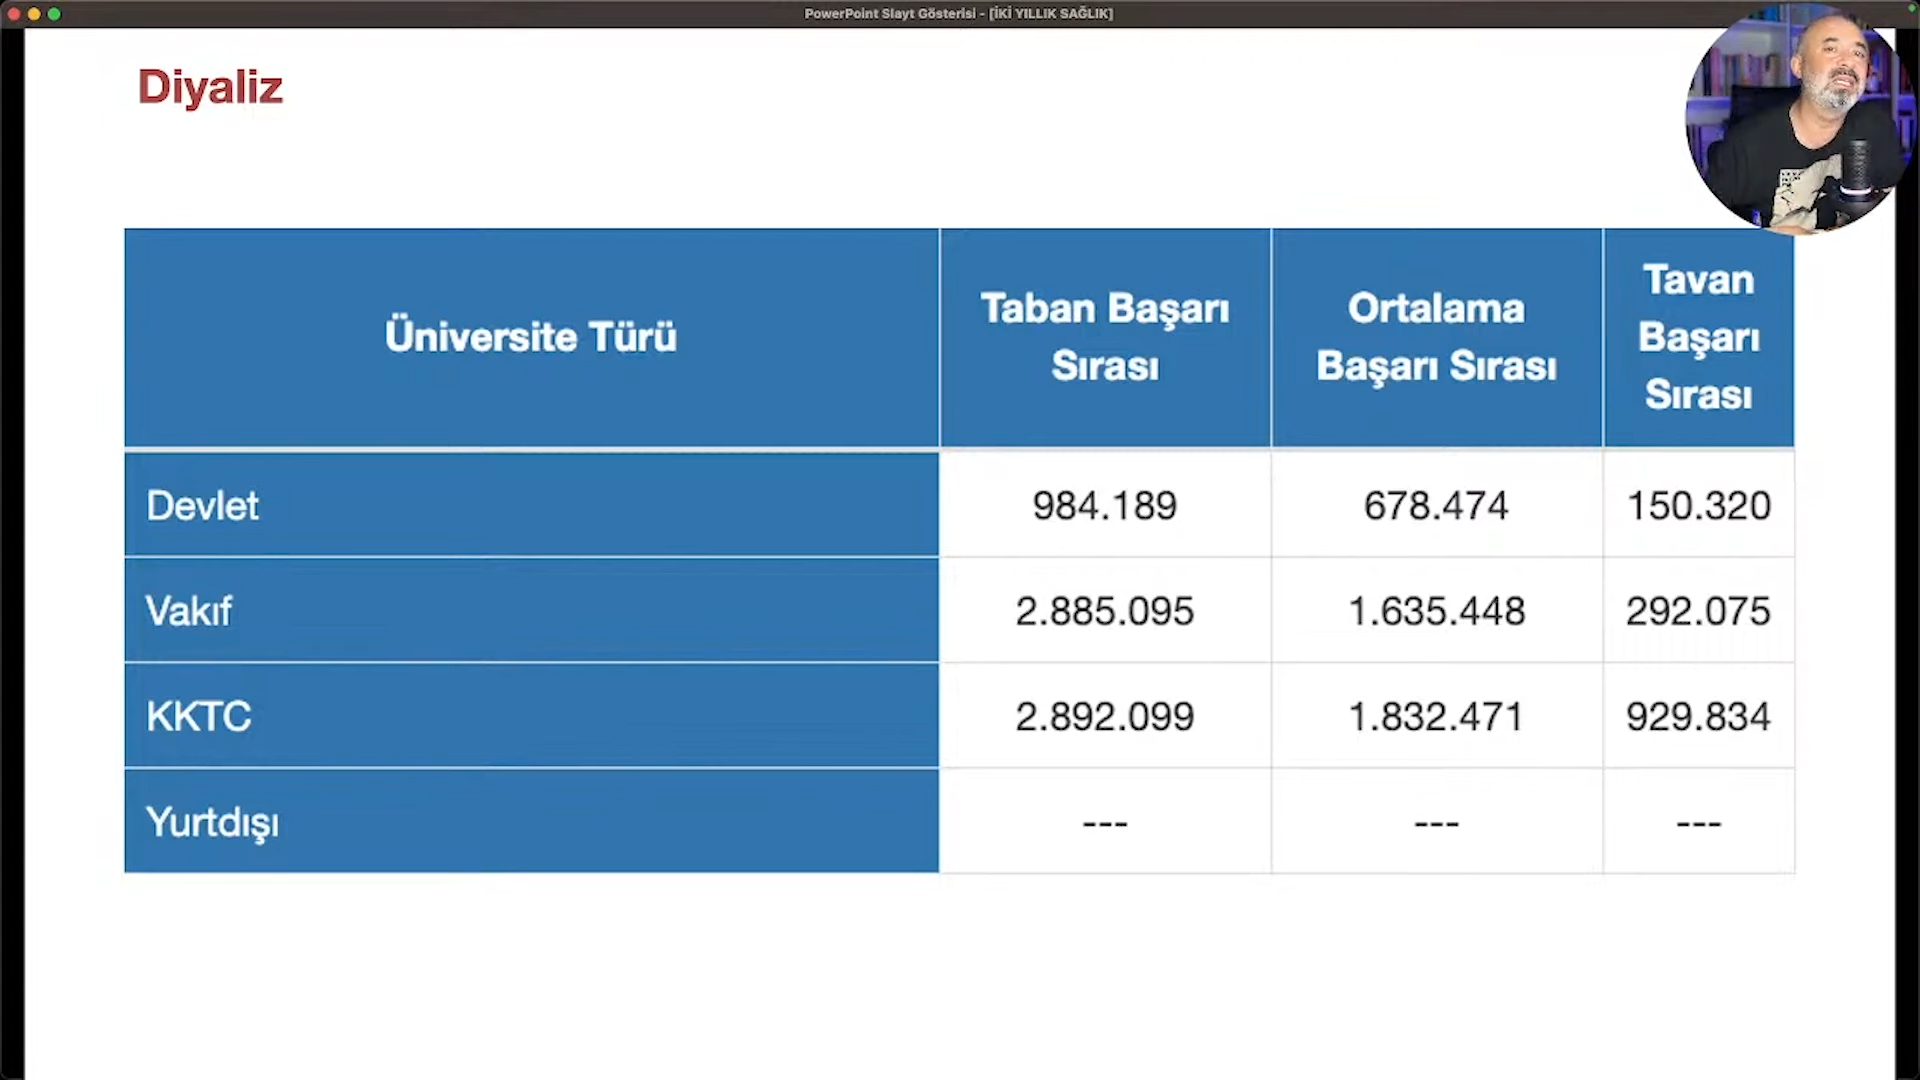 PowerPoint Slayt Gösterisi - [İKİ YILLIK SAĞLIK]
Diyaliz
Üniversite Türü
Taban Başarı
Sırası
Ortalama
Başarı Sırası
Tavan
Başarı
Sırası
Devlet 984.189 678.474 150.320
Vakıf 2.885.095 1.635.448 292.075
KKTC 2.892.099 1.832.471 929.834
Yurtdışı --- --- ---